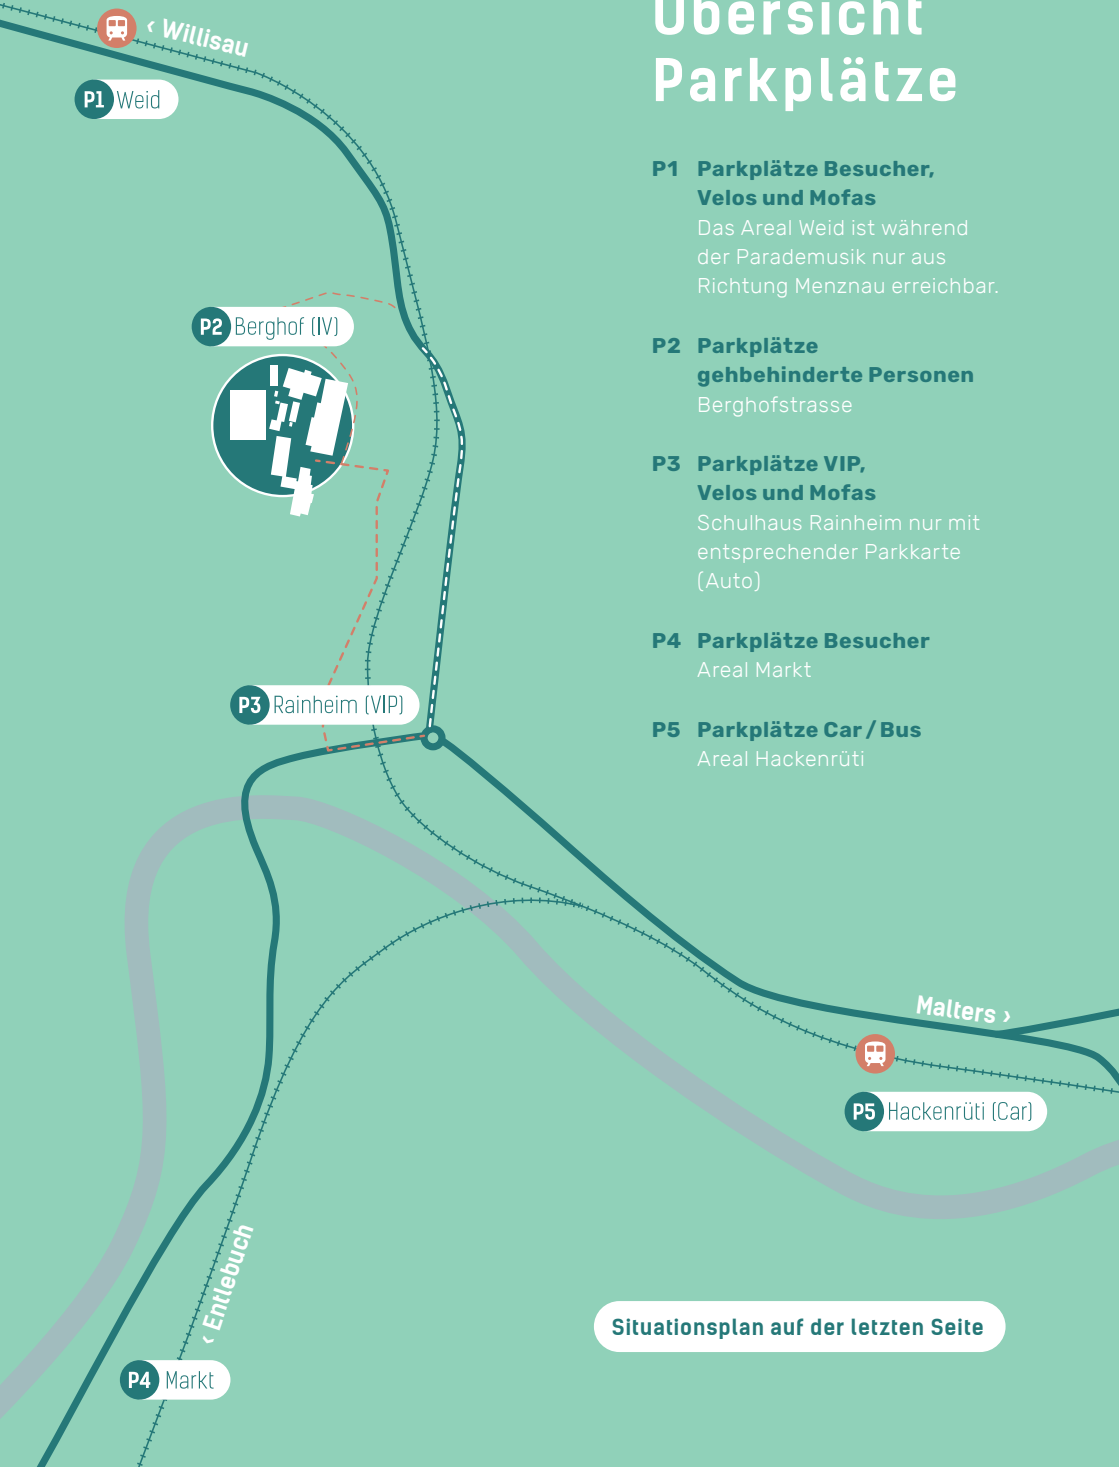 Übersicht
Parkplätze
‹ Willisau
P1 Weid
P1 Parkplätze Besucher,
Velos und Mofas
Das Areal Weid ist während
der Parademusik nur aus
Richtung Menznau erreichbar.
P2 Berghof (IV)
P2 Parkplätze
gehbehinderte Personen
Berghofstrasse
P3 Parkplätze VIP,
Velos und Mofas
Schulhaus Rainheim nur mit
entsprechender Parkkarte
(Auto)
P4 Parkplätze Besucher
Areal Markt
P3 Rainheim (VIP)
P5 Parkplätze Car / Bus
Areal Hackenrüti
Malters ›
P5 Hackenrüti (Car)
‹ Entlebuch
Situationsplan auf der letzten Seite
P4 Markt